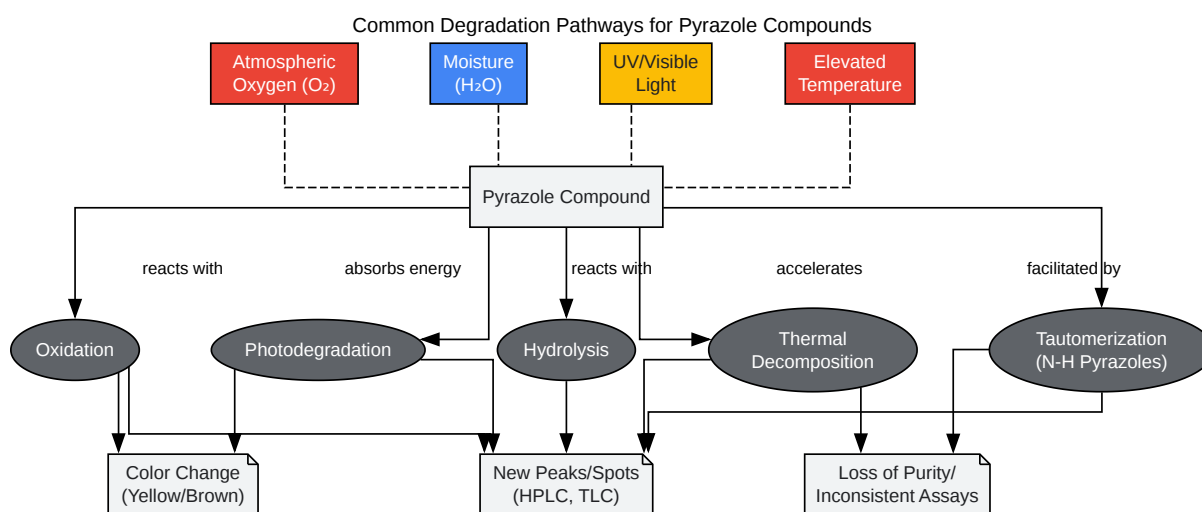 Common Degradation Pathways for Pyrazole Compounds
Atmospheric
Oxygen (O₂)
Moisture
(H₂O)
UV/Visible
Light
Elevated
Temperature
Pyrazole Compound
reacts with
absorbs energy
reacts with
accelerates
facilitated by
Oxidation
Photodegradation
Hydrolysis
Thermal
Decomposition
Tautomerization
(N-H Pyrazoles)
Color Change
(Yellow/Brown)
New Peaks/Spots
(HPLC, TLC)
Loss of Purity/
Inconsistent Assays